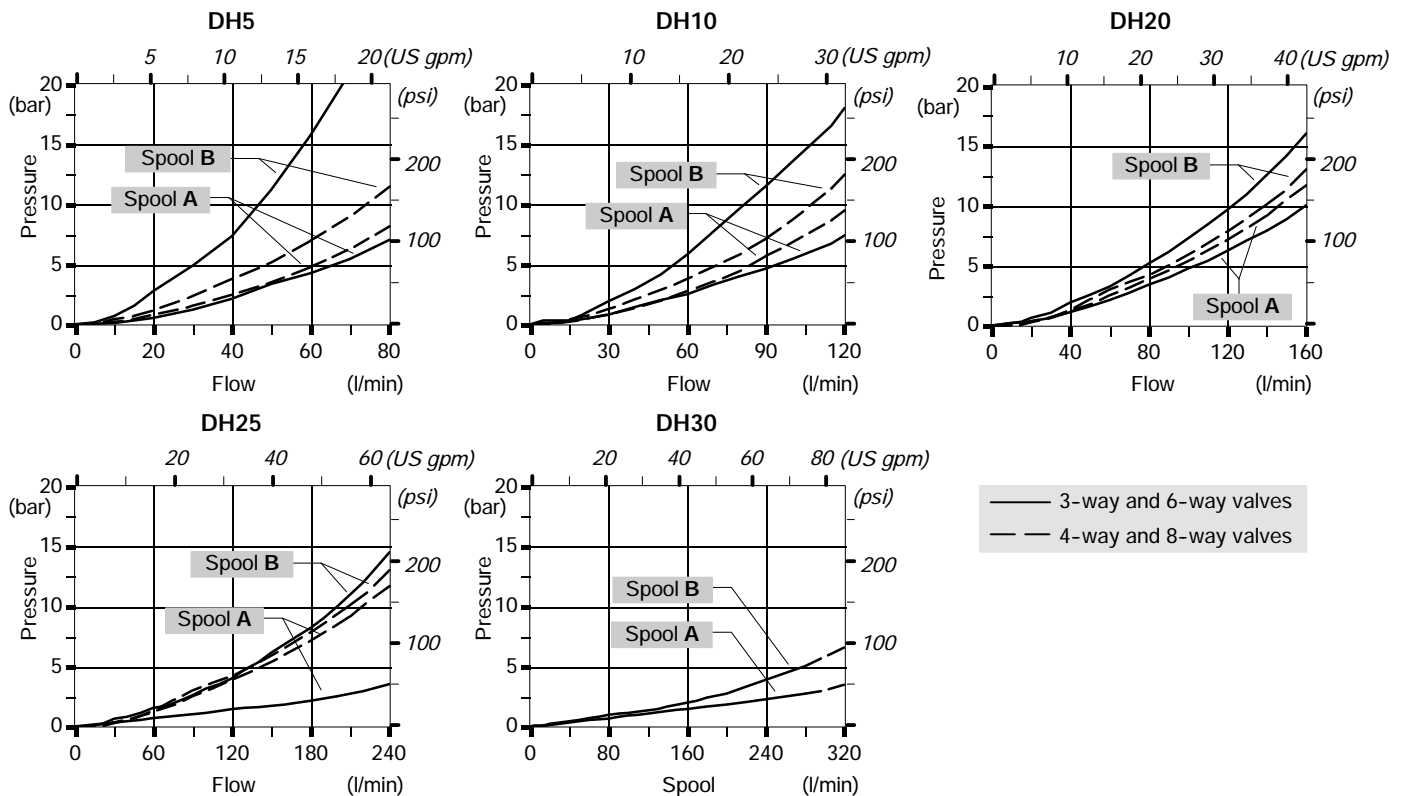 DH5
5 10 15 20 (US gpm)
20
(bar)
15
10
5
0
Pressure
(psi)
200
100
Spool B
Spool A
0 20 40 60 80
Flow (l/min)
DH10
10 20 30 (US gpm)
20
(bar)
15
10
5
0
Pressure
(psi)
200
100
Spool B
Spool A
0 30 60 90 120
Flow (l/min)
DH20
10 20 30 40 (US gpm)
20
(bar)
15
10
5
0
Pressure
(psi)
200
100
Spool B
Spool A
0 40 80 120 160
Flow (l/min)
DH25
20 40 60 (US gpm)
20
(bar)
15
10
5
0
Pressure
(psi)
200
100
Spool B
Spool A
0 60 120 180 240
Flow (l/min)
DH30
20 40 60 80 (US gpm)
20
(bar)
15
10
5
0
Pressure
(psi)
200
100
Spool B
Spool A
0 80 160 240 320
Spool (l/min)
3-way and 6-way valves
4-way and 8-way valves